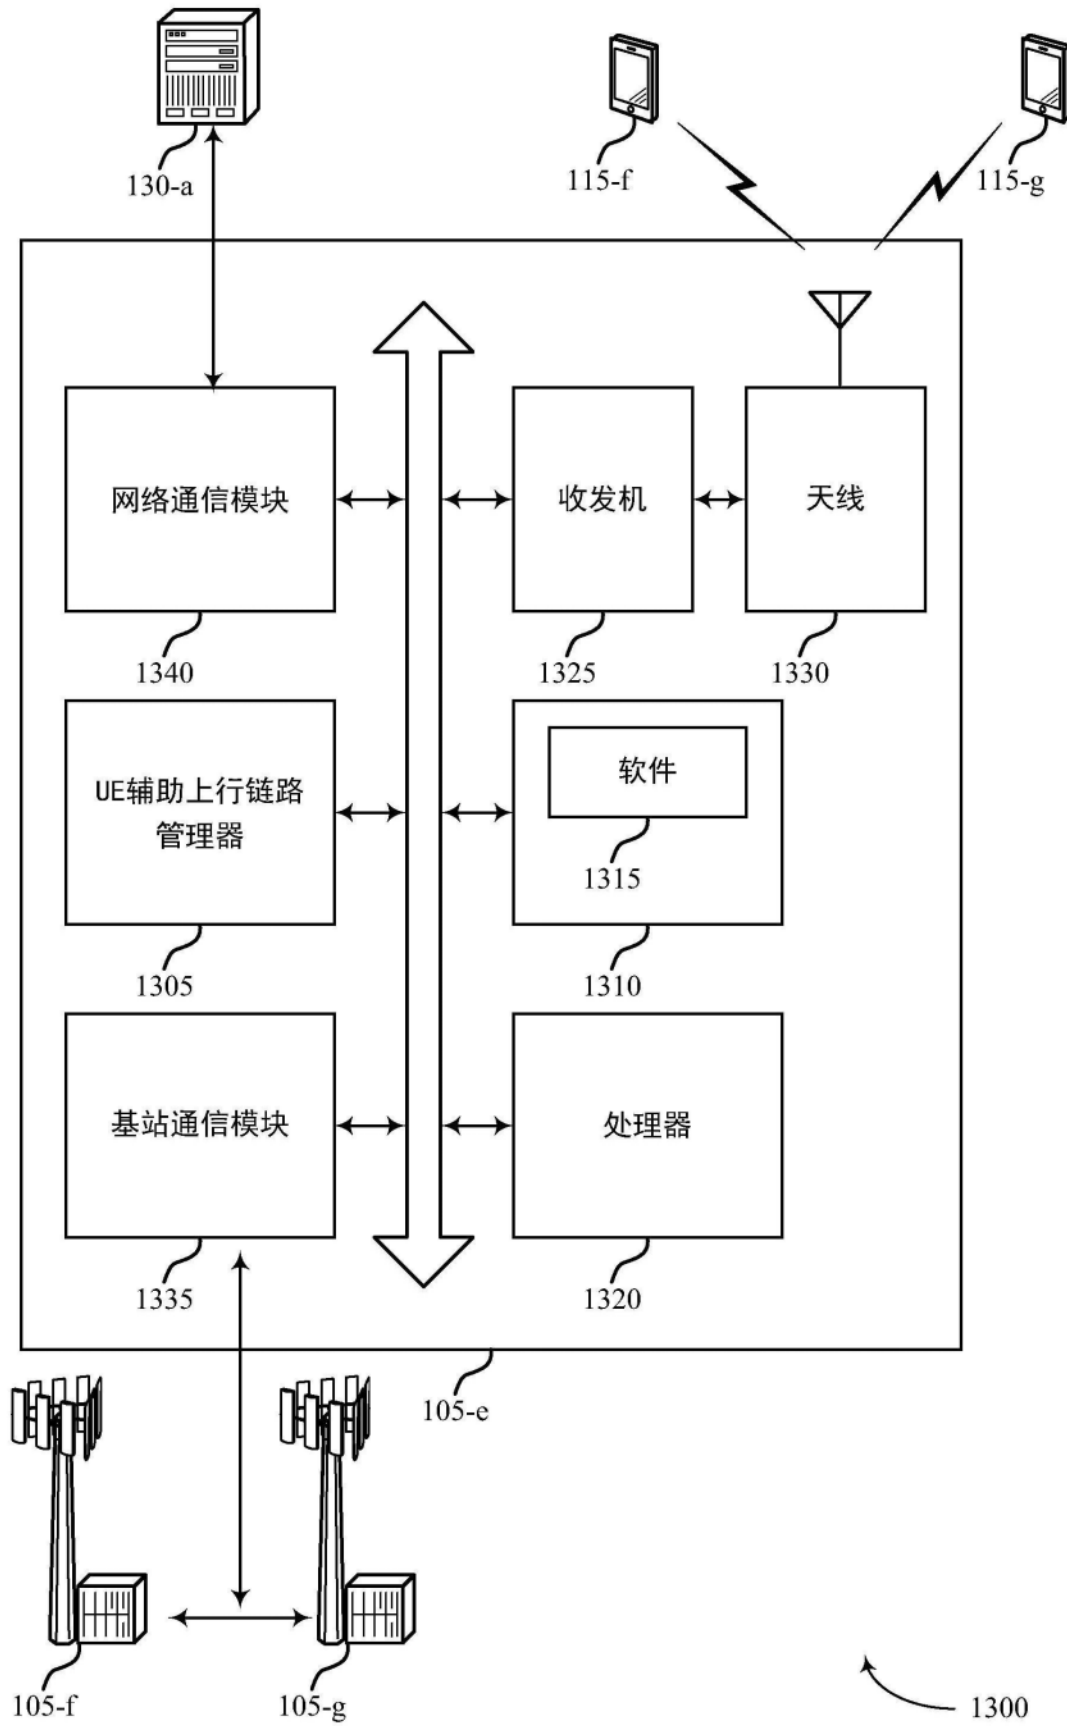 130-a
115-f
115-g
网络通信模块
收发机
天线
1340
1325
1330
UE辅助上行链路
管理器
软件
1315
1305
1310
基站通信模块
处理器
1335
1320
105-e
105-f
105-g
1300